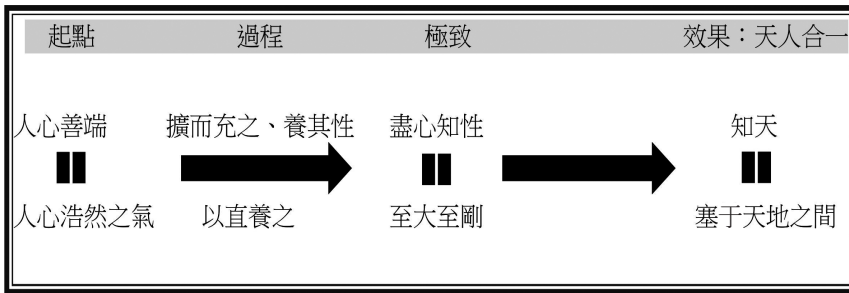 起點 過程 極致 效果：天人合一
人心善端 擴而充之、養其性 盡心知性 知天
人心浩然之氣 以直養之 至大至剛 塞于天地之間